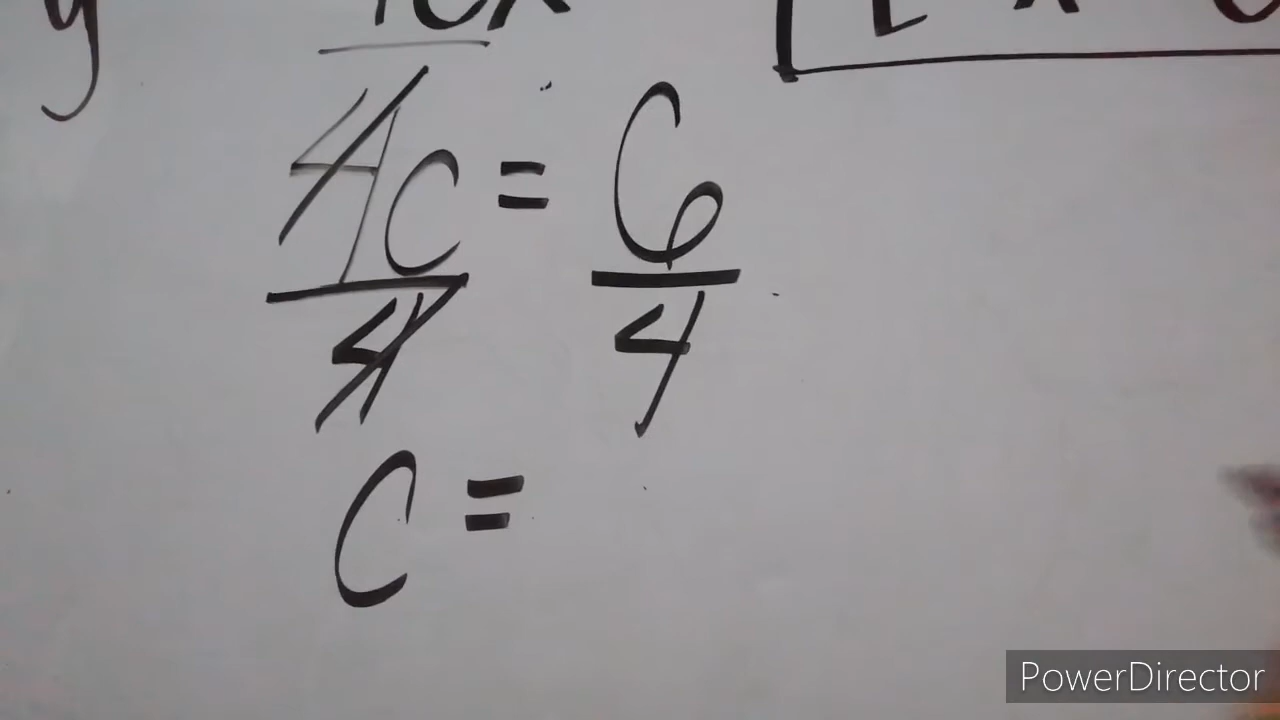 y
4c = 6
4 4
c =
PowerDirector